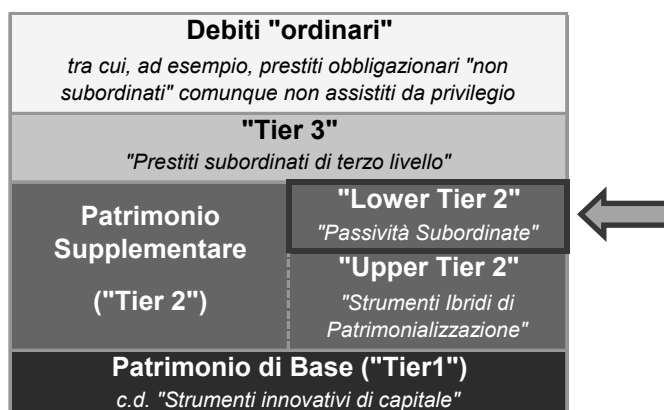 Debiti "ordinari"
tra cui, ad esempio, prestiti obbligazionari "non
subordinati" comunque non assistiti da privilegio
"Tier 3"
"Prestiti subordinati di terzo livello"
Patrimonio
Supplementare
("Tier 2")
"Lower Tier 2"
"Passività Subordinate"
"Upper Tier 2"
"Strumenti Ibridi di
Patrimonializzazione"
Patrimonio di Base ("Tier1")
c.d. "Strumenti innovativi di capitale"